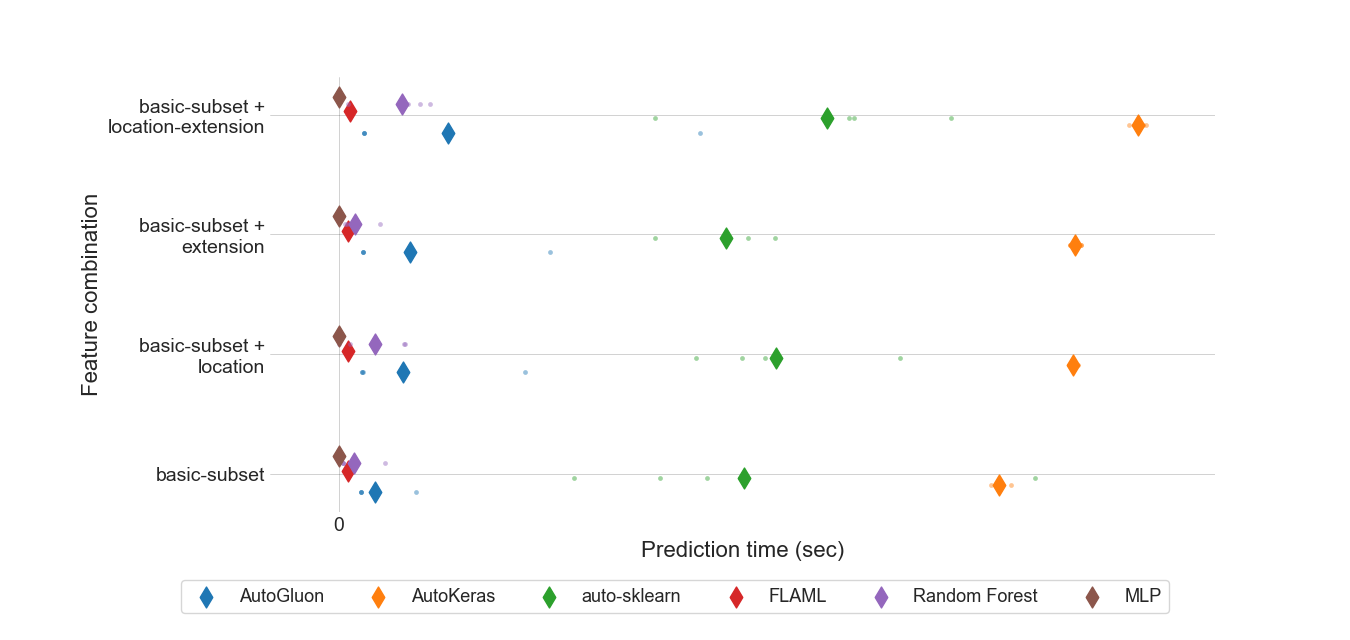 basic-subset +
location-extension
basic-subset +
extension
basic-subset +
location
basic-subset
Feature combination
0
Prediction time (sec)
AutoGluon AutoKeras auto-sklearn FLAML Random Forest MLP